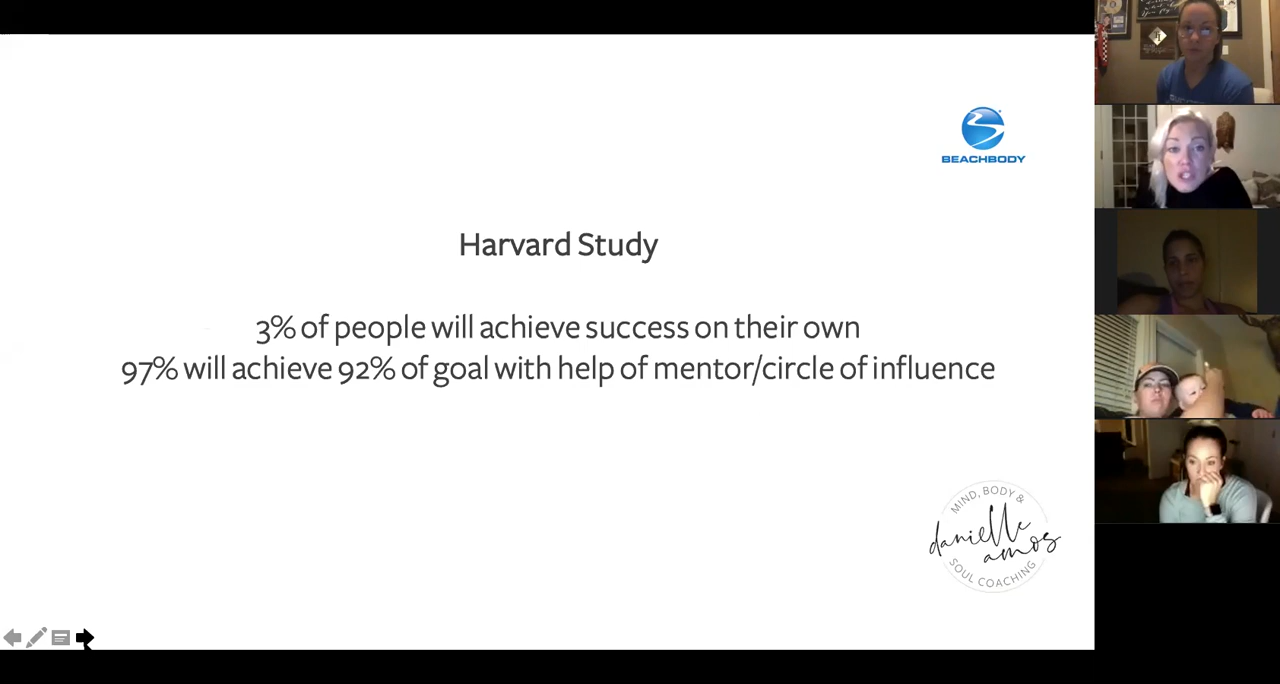 BEACHBODY
Harvard Study
3% of people will achieve success on their own
97% will achieve 92% of goal with help of mentor/circle of influence
MIND, BODY &
danielle
amos
SOUL COACHING